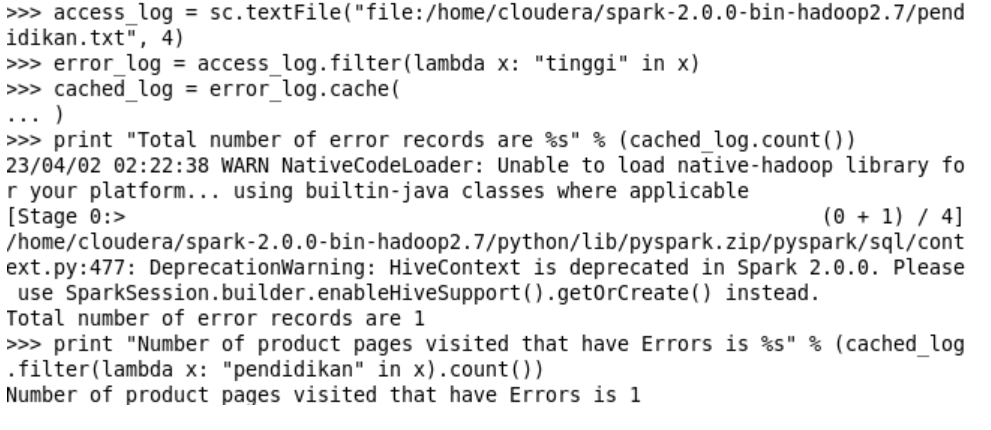 >>> access_log = sc.textFile("file:/home/cloudera/spark-2.0.0-bin-hadoop2.7/pend
idikan.txt", 4)
>>> error_log = access_log.filter(lambda x: "tinggi" in x)
>>> cached_log = error_log.cache(
... )
>>> print "Total number of error records are %s" % (cached_log.count())
23/04/02 02:22:38 WARN NativeCodeLoader: Unable to load native-hadoop library fo
r your platform... using builtin-java classes where applicable
[Stage 0:>                                                          (0 + 1) / 4]
/home/cloudera/spark-2.0.0-bin-hadoop2.7/python/lib/pyspark.zip/pyspark/sql/cont
ext.py:477: DeprecationWarning: HiveContext is deprecated in Spark 2.0.0. Please
 use SparkSession.builder.enableHiveSupport().getOrCreate() instead.
Total number of error records are 1
>>> print "Number of product pages visited that have Errors is %s" % (cached_log
.filter(lambda x: "pendidikan" in x).count())
Number of product pages visited that have Errors is 1